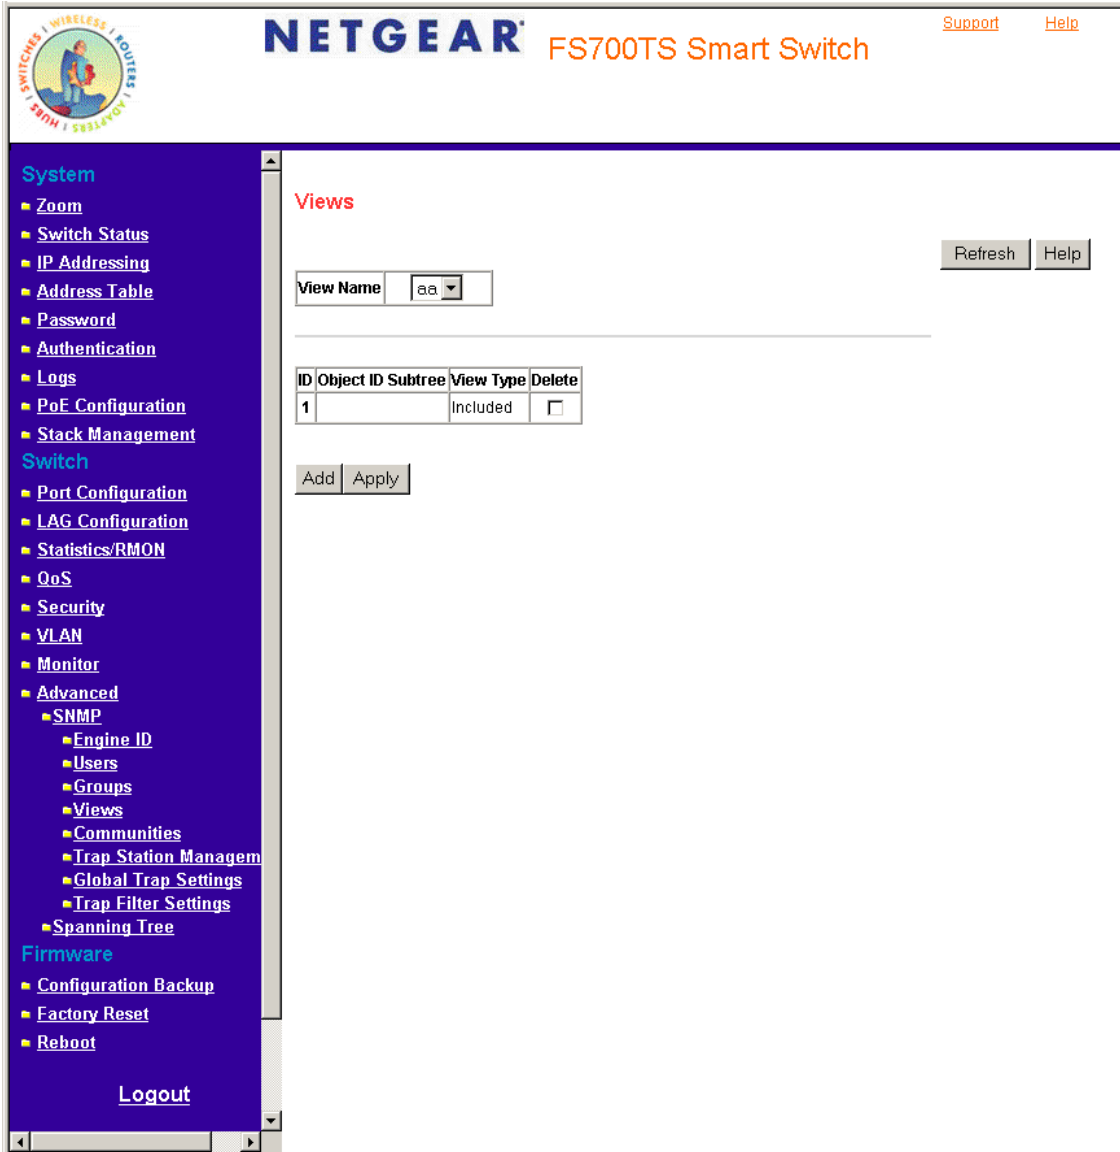 SWITCHES | WIRELESS | ROUTERS | ADAPTERS | HUBS |
NETGEAR
FS700TS Smart Switch
Support Help
System
Zoom
Switch Status
IP Addressing
Address Table
Password
Authentication
Logs
PoE Configuration
Stack Management
Switch
Port Configuration
LAG Configuration
Statistics/RMON
QoS
Security
VLAN
Monitor
Advanced
SNMP
Engine ID
Users
Groups
Views
Communities
Trap Station Managem
Global Trap Settings
Trap Filter Settings
Spanning Tree
Firmware
Configuration Backup
Factory Reset
Reboot
Logout
Views
Refresh Help
View Name aa
ID Object ID Subtree View Type Delete
1 Included
Add Apply